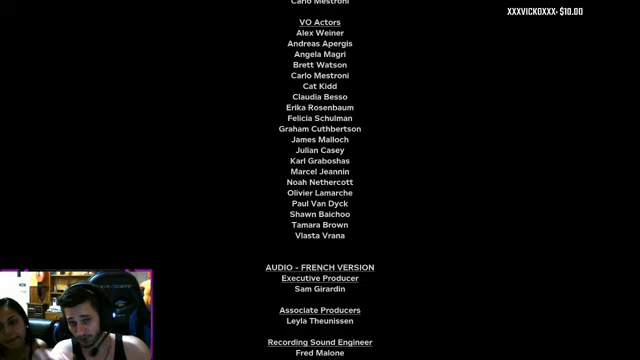 Carlo Mestroni
XXXVICKOXXX: $10.00
VO Actors
Alex Weiner
Andreas Apergis
Angela Magri
Brett Watson
Carlo Mestroni
Cat Kidd
Claudia Besso
Erika Rosenbaum
Felicia Schulman
Graham Cuthbertson
James Malloch
Julian Casey
Karl Graboshas
Marcel Jeannin
Noah Nethercott
Olivier Lamarche
Paul Van Dyck
Shawn Baichoo
Tamara Brown
Vlasta Vrana
AUDIO - FRENCH VERSION
Executive Producer
Sam Girardin
Associate Producers
Leyla Theunissen
Recording Sound Engineer
Fred Malone